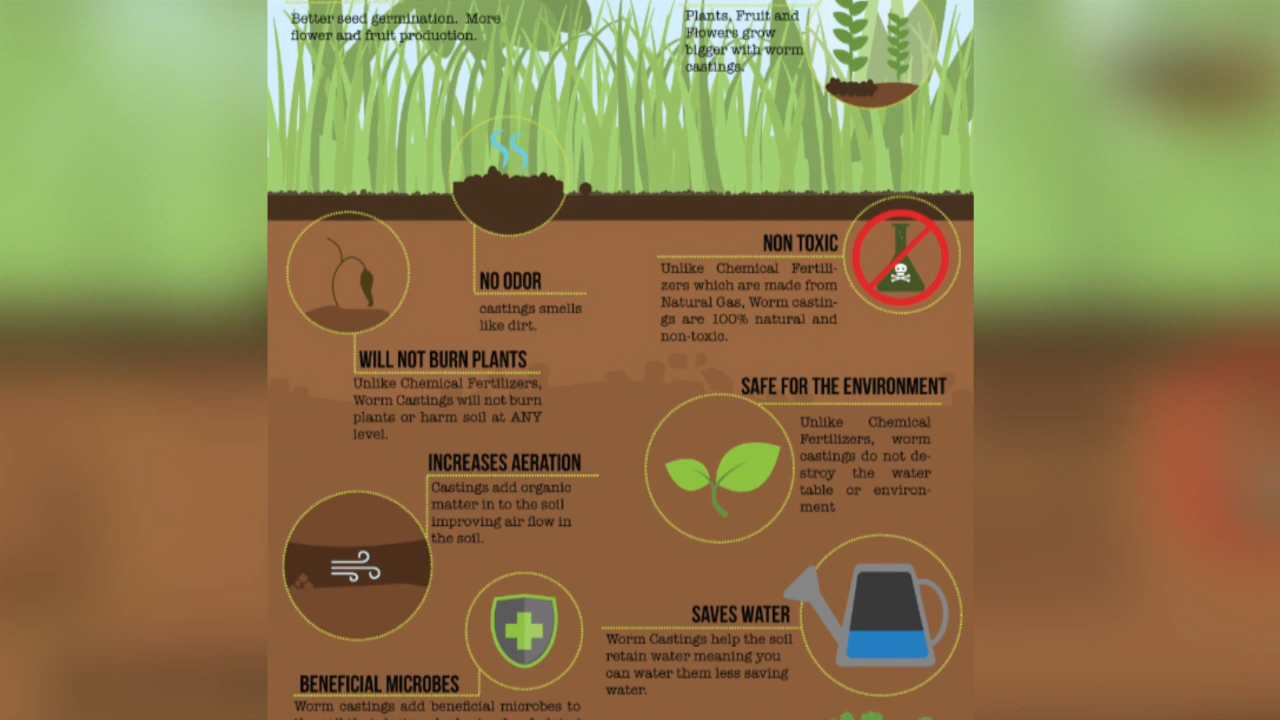 Better seed germination. More
flower and fruit production.
Plants, Fruit and
Flowers grow
bigger with worm
castings.
NO ODOR
castings smells
like dirt.
NON TOXIC
Unlike Chemical Fertili-
zers which are made from
Natural Gas, Worm castin-
gs are 100% natural and
non-toxic.
WILL NOT BURN PLANTS
Unlike Chemical Fertilizers,
Worm Castings will not burn
plants or harm soil at ANY
level.
SAFE FOR THE ENVIRONMENT
Unlike Chemical
Fertilizers, worm
castings do not de-
stroy the water
table or environ-
ment
INCREASES AERATION
Castings add organic
matter in to the soil
improving air flow in
the soil.
SAVES WATER
Worm Castings help the soil
retain water meaning you
can water them less saving
water.
BENEFICIAL MICROBES
Worm castings add beneficial microbes to